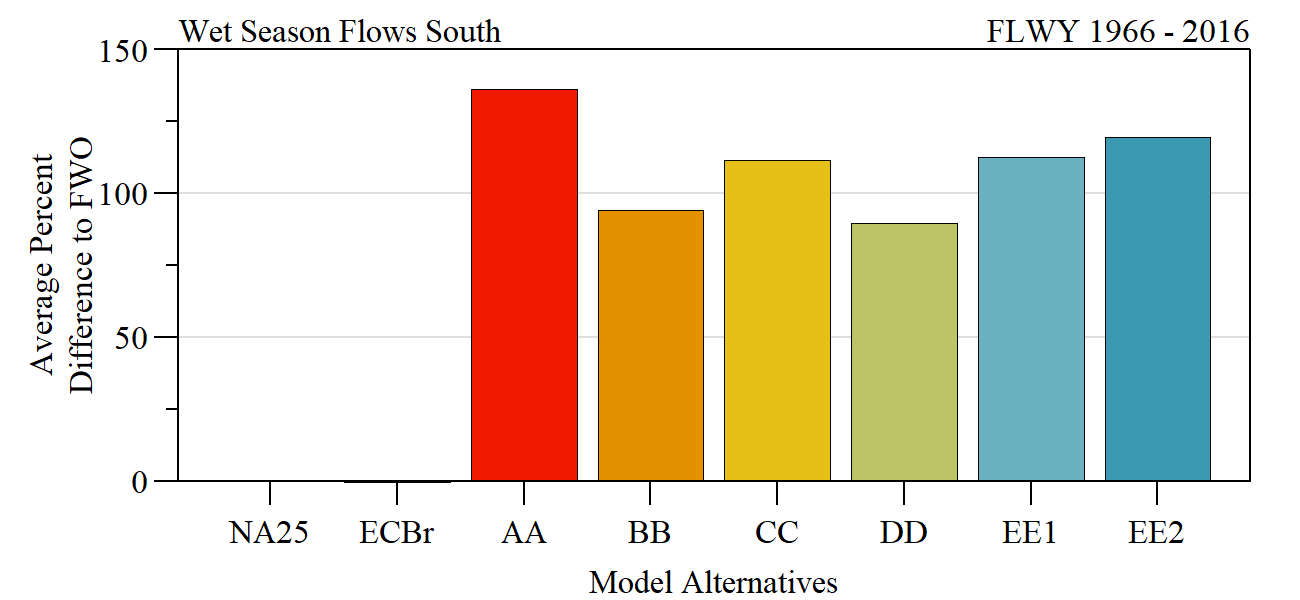 Wet Season Flows South
FLWY 1966 - 2016
Average Percent
Difference to FWO
150
100
50
0
NA25
ECBr
AA
BB
CC
DD
EE1
EE2
Model Alternatives